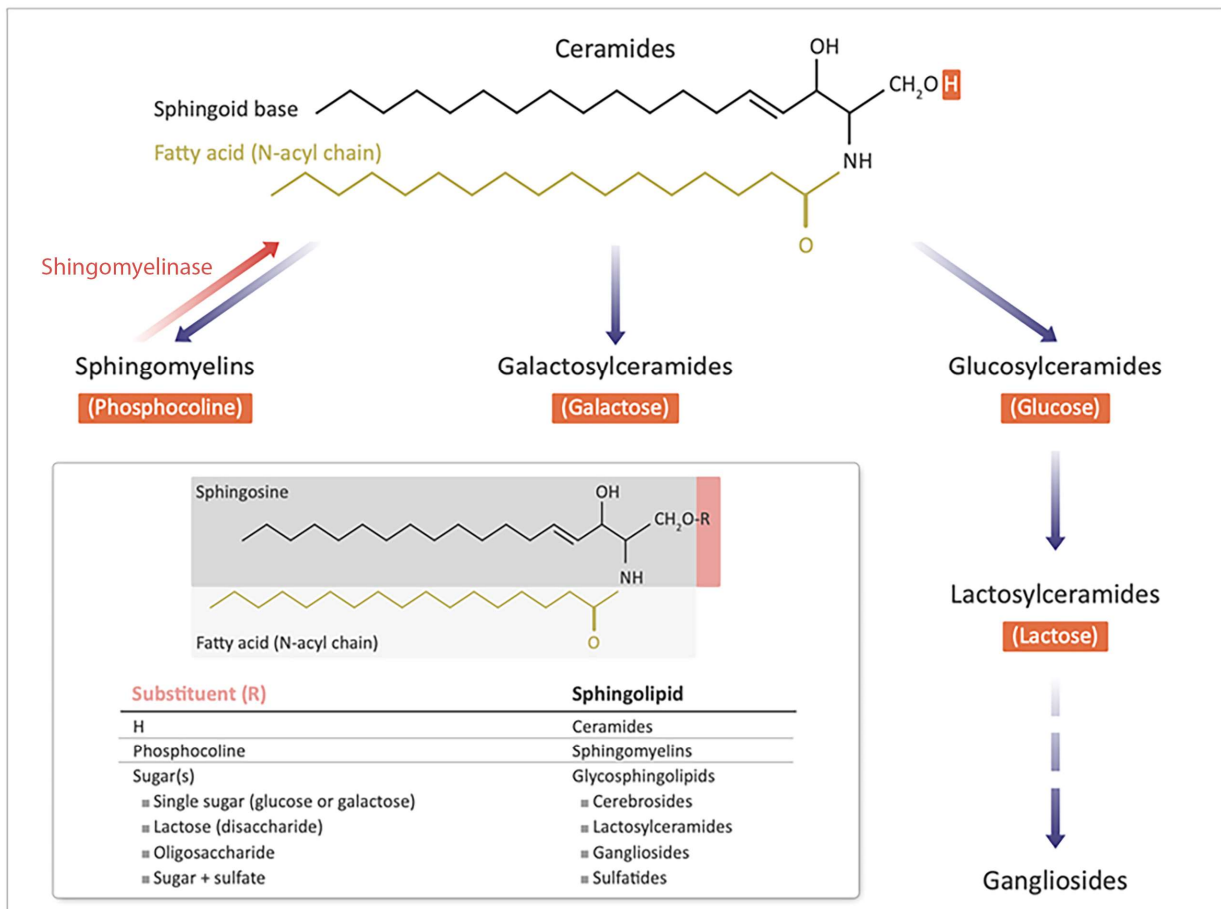 Ceramides
OH
CH2OH
Sphingoid base
Fatty acid (N-acyl chain)
NH
O
Shingomyelinase
Sphingomyelins
(Phosphocoline)
Galactosylceramides
(Galactose)
Glucosylceramides
(Glucose)
Lactosylceramides
(Lactose)
Gangliosides
Sphingosine
OH
CH2O-R
NH
O
Fatty acid (N-acyl chain)
Substituent (R) Sphingolipid
H Ceramides
Phosphocoline Sphingomyelins
Sugar(s) Glycosphingolipids
Single sugar (glucose or galactose) Cerebrosides
Lactose (disaccharide) Lactosylceramides
Oligosaccharide Gangliosides
Sugar + sulfate Sulfatides